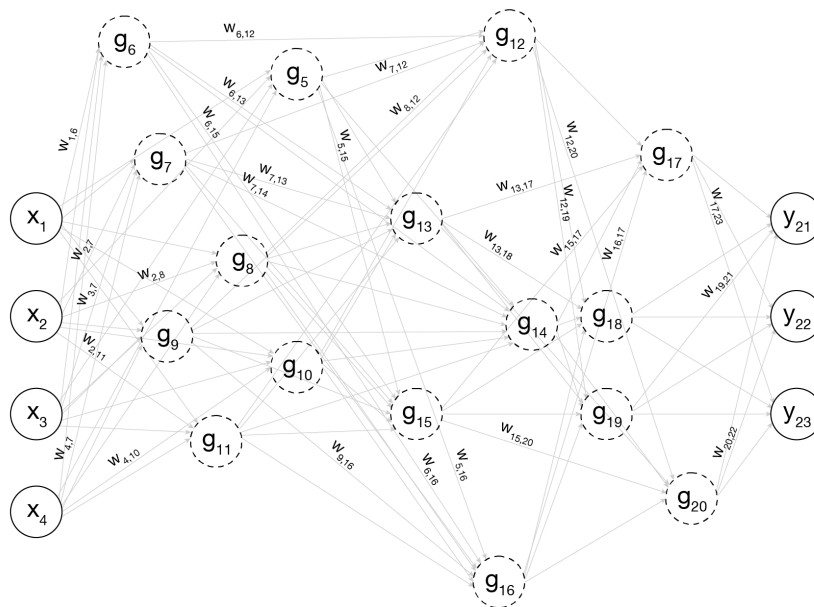 g6
w6,12
g12
g5
w7,12
w6,13
w8,12
w6,15
w1,6
w5,15
w12,20
g7
g17
w7,13
w7,14
w13,17
w12,19
w17,23
x1
g13
y21
w2,7
w13,18
w15,17
w16,17
g8
w2,8
w3,7
w19,21
x2
g9
g14
g18
y22
w2,11
g10
x3
g11
g15
g19
y23
w4,7
w4,10
w9,16
w6,16
w5,16
w15,20
w20,22
x4
g20
g16